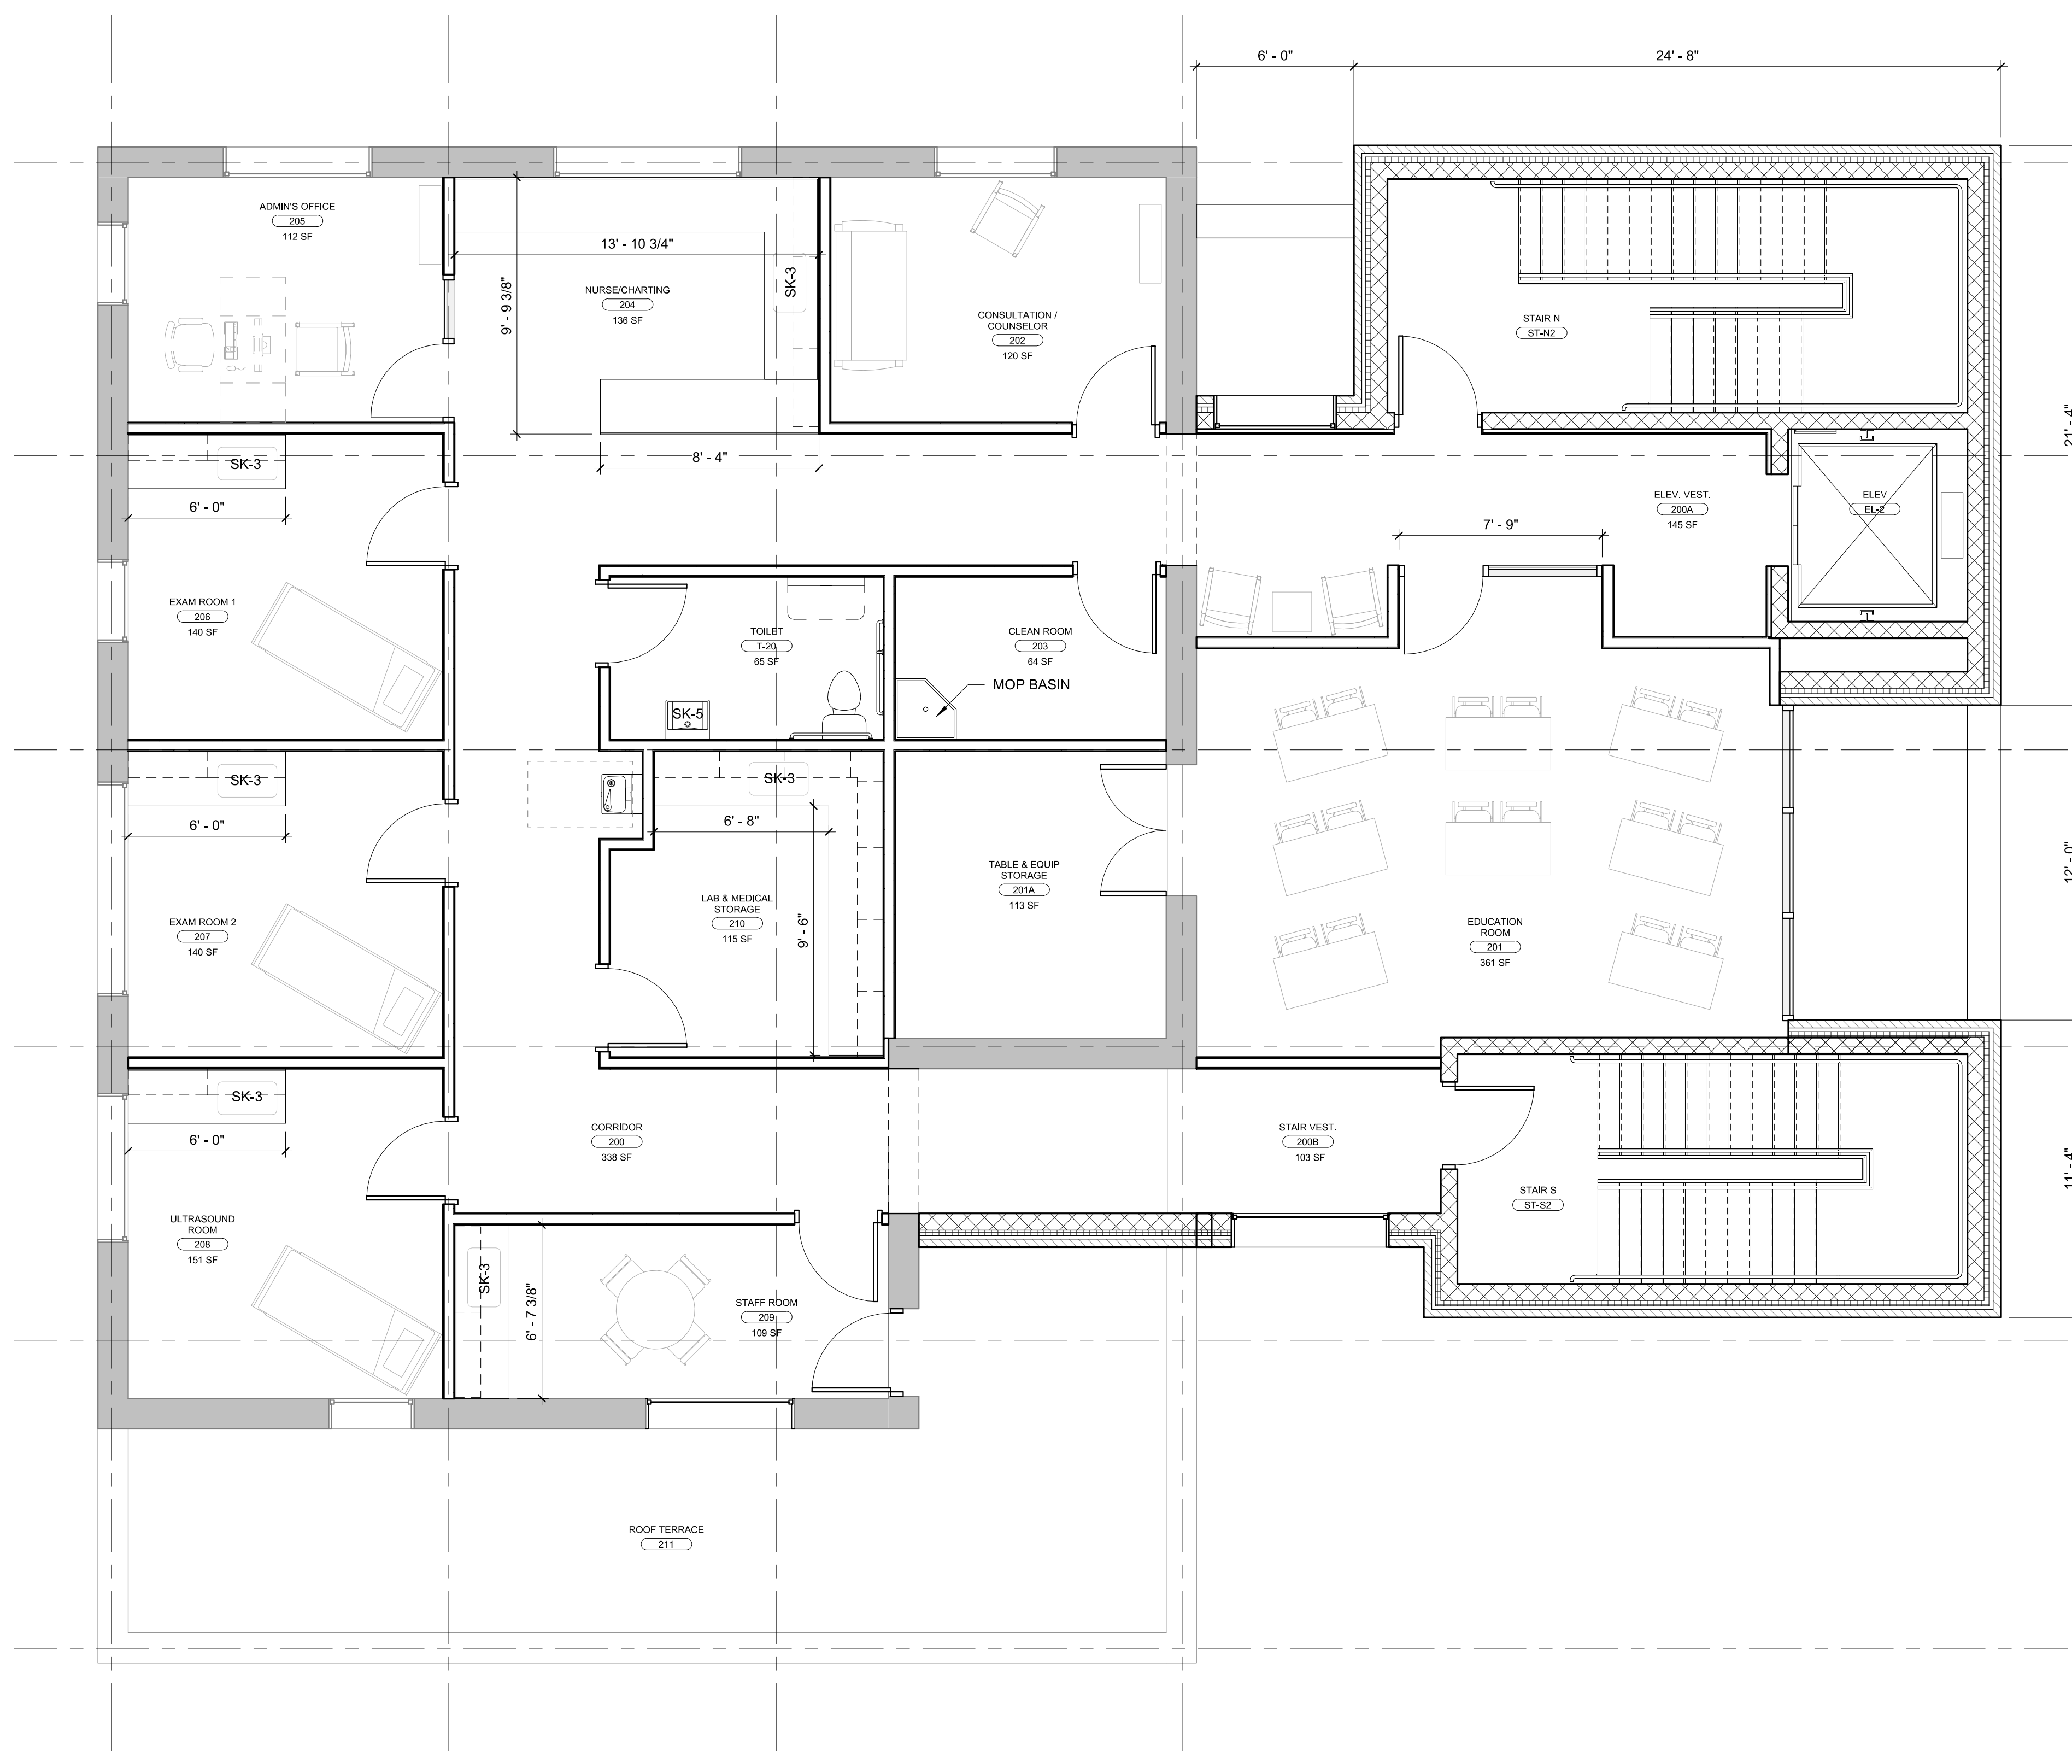 6' - 0"
24' - 8"
ADMIN'S OFFICE
205
112 SF
13' - 10 3/4"
9' - 9 3/8"
NURSE/CHARTING
204
136 SF
SK-3
CONSULTATION /
COUNSELOR
202
120 SF
STAIR N
ST-N2
21' - 4"
8' - 4"
SK-3
6' - 0"
ELEV. VEST.
200A
145 SF
ELEV
EL-2
7' - 9"
EXAM ROOM 1
206
140 SF
TOILET
T-20
65 SF
CLEAN ROOM
203
64 SF
MOP BASIN
SK-5
SK-3
6' - 0"
SK-3
6' - 8"
9' - 6"
TABLE & EQUIP
STORAGE
201A
113 SF
12' - 0"
LAB & MEDICAL
STORAGE
210
115 SF
EXAM ROOM 2
207
140 SF
EDUCATION
ROOM
201
361 SF
SK-3
6' - 0"
CORRIDOR
200
338 SF
STAIR VEST.
200B
103 SF
11' - 4"
STAIR S
ST-S2
ULTRASOUND
ROOM
208
151 SF
SK-3
6' - 7 3/8"
STAFF ROOM
209
109 SF
ROOF TERRACE
211